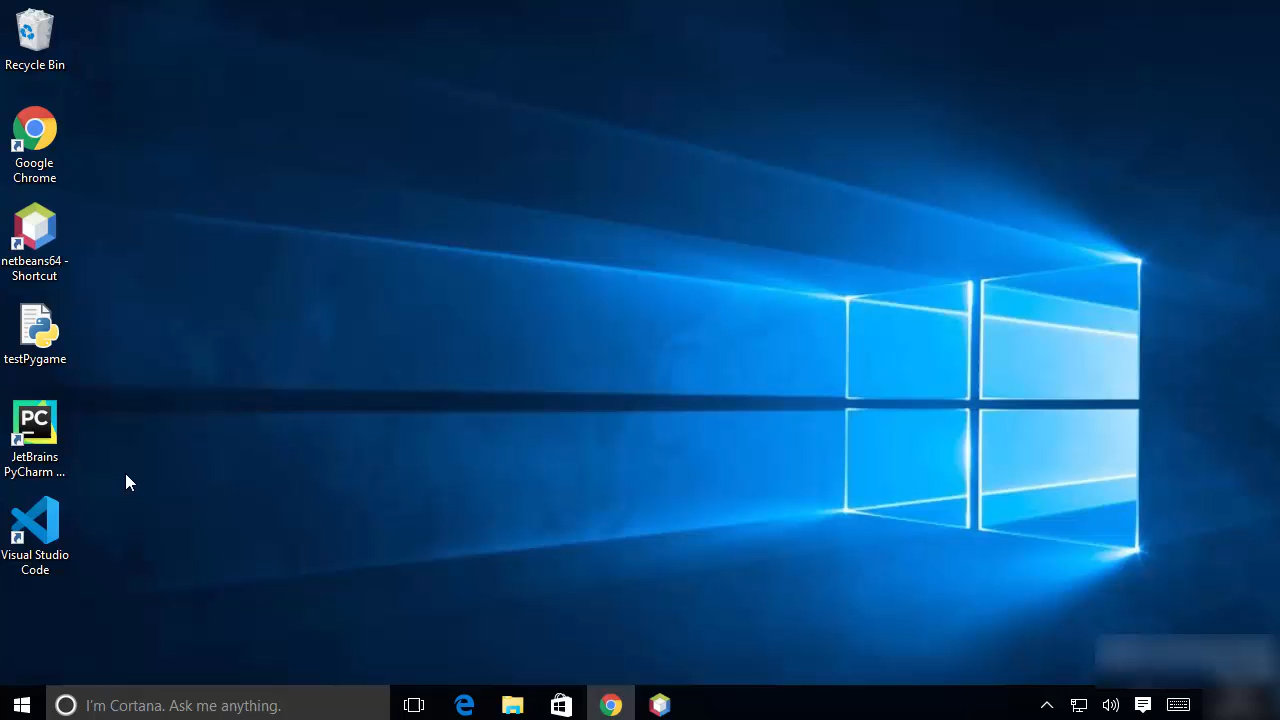 Recycle Bin
Google
Chrome
netbeans64 -
Shortcut
testPygame
PC
JetBrains
PyCharm ...
Visual Studio
Code
I'm Cortana. Ask me anything.